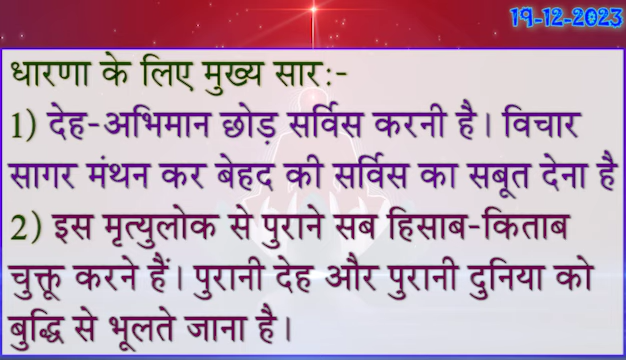 19-12-2023
धारणा के लिए मुख्य सार:-
1) देह-अभिमान छोड़ सर्विस करनी है। विचार
सागर मंथन कर बेहद की सर्विस का सबूत देना है
2) इस मृत्युलोक से पुराने सब हिसाब-किताब
चुक्तू करने हैं। पुरानी देह और पुरानी दुनिया को
बुद्धि से भूलते जाना है।